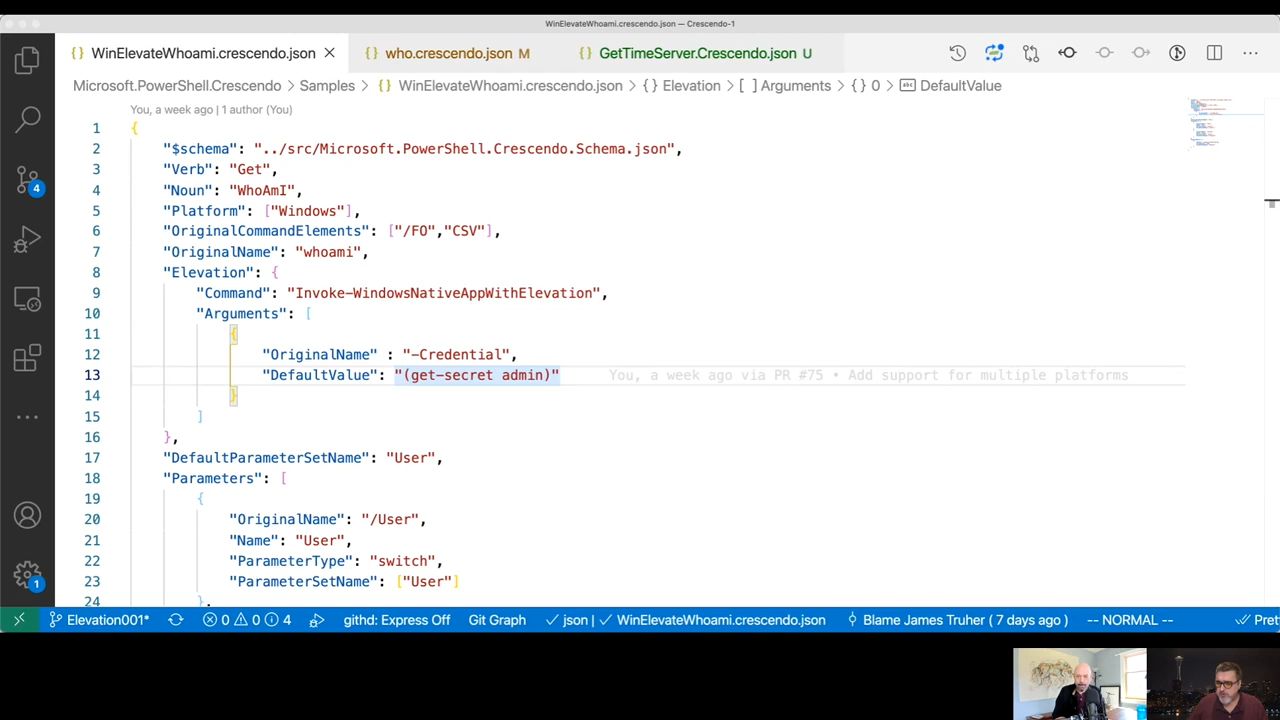 WinElevateWhoami.crescendo.json — Crescendo-1
{} WinElevateWhoami.crescendo.json × {} who.crescendo.json M {} GetTimeServer.Crescendo.json U ...
Microsoft.PowerShell.Crescendo > Samples > {} WinElevateWhoami.crescendo.json > {} Elevation > [ ] Arguments > {} 0 > abc DefaultValue
You, a week ago | 1 author (You)
1 {
2 "$schema": "../src/Microsoft.PowerShell.Crescendo.Schema.json",
3 "Verb": "Get",
4 "Noun": "WhoAmI",
5 "Platform": ["Windows"],
6 "OriginalCommandElements": ["/FO","CSV"],
7 "OriginalName": "whoami",
8 "Elevation": {
9 "Command": "Invoke-WindowsNativeAppWithElevation",
10 "Arguments": [
11 {
12 "OriginalName" : "-Credential",
13 "DefaultValue": "(get-secret admin)" You, a week ago via PR #75 • Add support for multiple platforms
14 }
15 ]
16 },
17 "DefaultParameterSetName": "User",
18 "Parameters": [
19 {
20 "OriginalName": "/User",
21 "Name": "User",
22 "ParameterType": "switch",
23 "ParameterSetName": ["User"]
24 },
4
1
Elevation1* 0 0 4 githd: Express Off Git Graph ✓ json | ✓ WinElevateWhoami.crescendo.json Blame James Truher ( 7 days ago ) -- NORMAL -- Pret